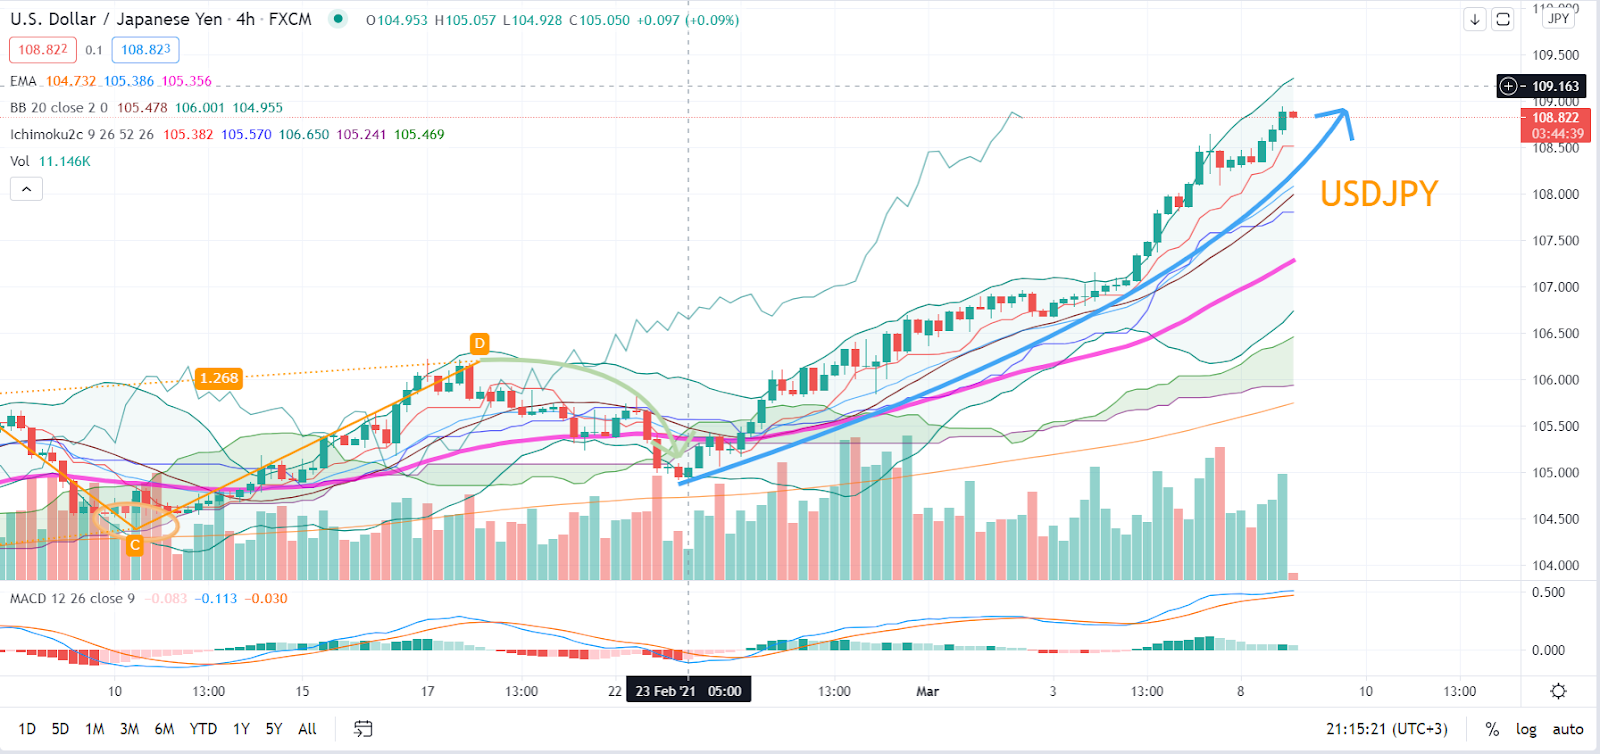 U.S. Dollar / Japanese Yen · 4h · FXCM O104.953 H105.057 L104.928 C105.050 +0.097 (+0.09%)
108.822 0.1 108.823
EMA 104.732 105.386 105.356
BB 20 close 2 0 105.478 106.001 104.955
Ichimoku2c 9 26 52 26 105.382 105.570 106.650 105.241 105.469
Vol 11.146K
JPY
110.000
109.500
109.163
109.000
108.822
03:44:39
108.500
108.000
107.500
107.000
106.500
106.000
105.500
105.000
104.500
104.000
USDJPY
D
1.268
C
MACD 12 26 close 9 −0.083 −0.113 −0.030
0.500
0.000
10 13:00 15 17 13:00 22 23 Feb '21 05:00 13:00 Mar 3 13:00 8 10 13:00
1D 5D 1M 3M 6M YTD 1Y 5Y All 21:15:21 (UTC+3) % log auto